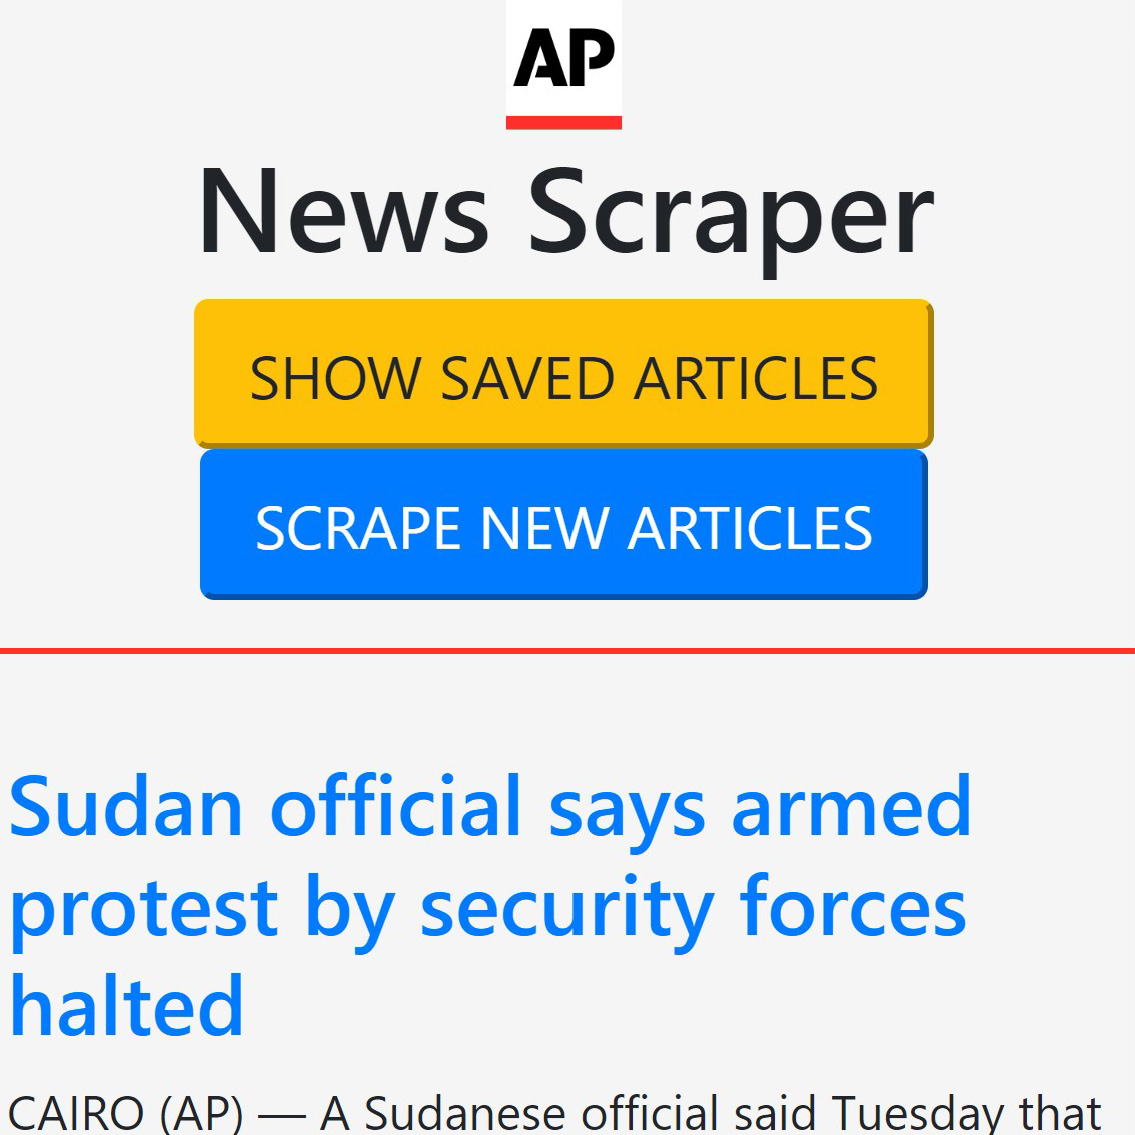 AP
News Scraper
SHOW SAVED ARTICLES
SCRAPE NEW ARTICLES
Sudan official says armed
protest by security forces
halted
CAIRO (AP) — A Sudanese official said Tuesday that